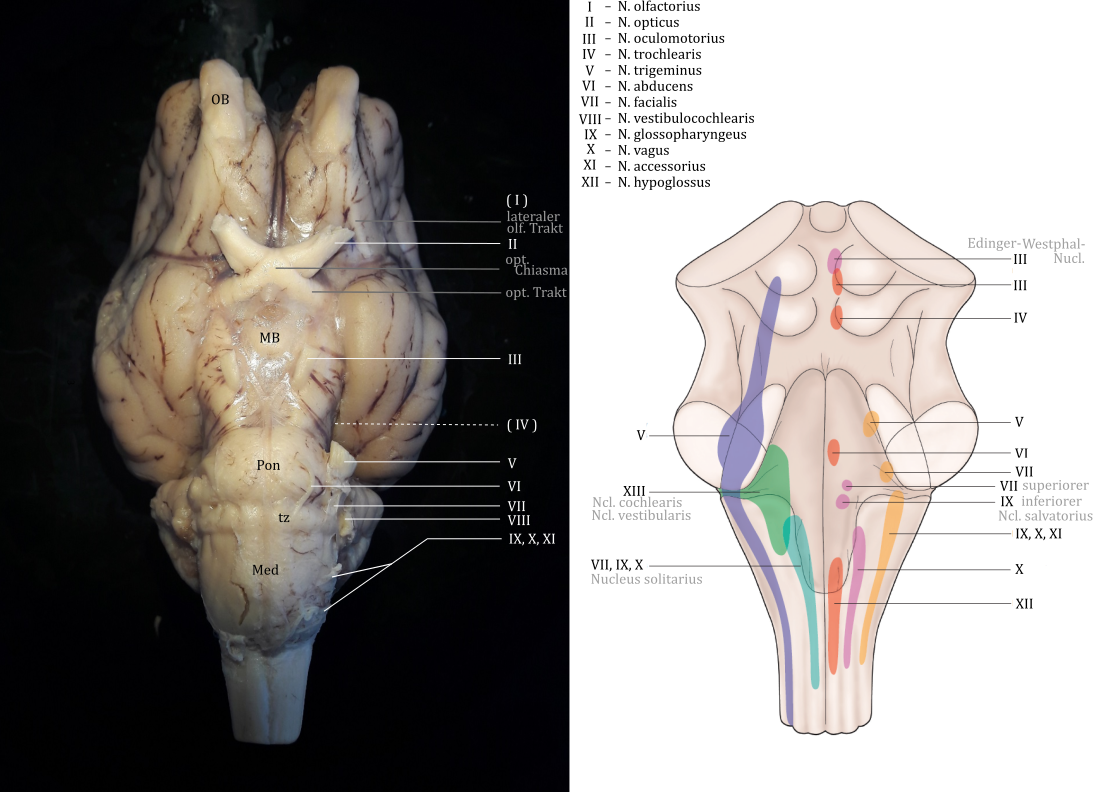 OB
( I )
lateraler
olf. Trakt
II
opt.
Chiasma
opt. Trakt
MB
III
( IV )
Pon
V
VI
VII
tz
VIII
IX, X, XI
Med
I – N. olfactorius
II – N. opticus
III – N. oculomotorius
IV – N. trochlearis
V – N. trigeminus
VI – N. abducens
VII – N. facialis
VIII – N. vestibulocochlearis
IX – N. glossopharyngeus
X – N. vagus
XI – N. accessorius
XII – N. hypoglossus
Edinger-Westphal-
Nucl.
III
III
IV
V
V
VI
VII
VII superiorer
XIII
Ncl. cochlearis
Ncl. vestibularis
IX inferiorer
Ncl. salvatorius
IX, X, XI
VII, IX, X
Nucleus solitarius
X
XII